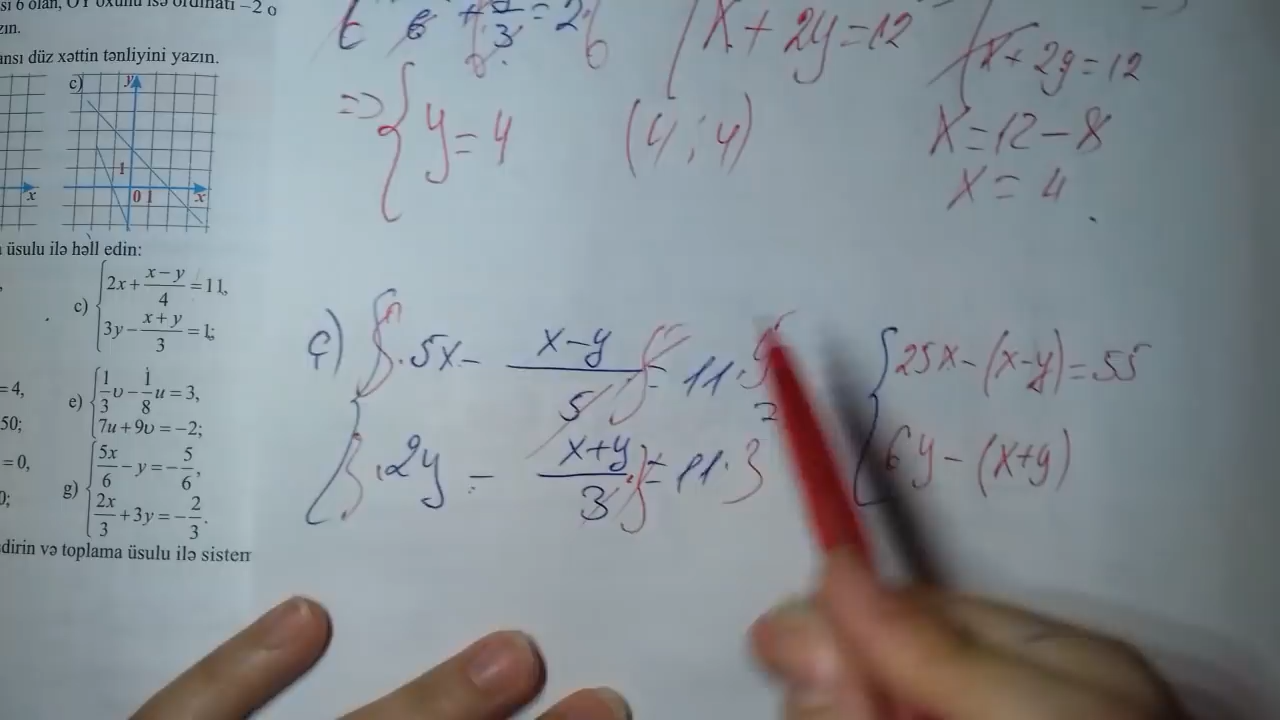 si 6 olan, OY oxunu isə ordinatı –2 o
zın.
ansı düz xəttin tənliyini yazın.
c) y
1
0 1 x
x
üsulu ilə həll edin:
c) {2x + (x – y)/4 = 11,
3y – (x + y)/3 = 1;
= 4,
50;
e) {1/3 υ – 1/8 u = 3,
7u + 9υ = –2;
= 0,
0;
g) {5x/6 – y = –5/6,
2x/3 + 3y = –2/3.
dirin və toplama üsulu ilə sistem
x + 2y = 12
x + 2y = 12
=> { y = 4 (4 ; 4) x = 12 – 8
x = 4
ç) 5x – (x – y)/5 = 11 · 5
3 · 2y – (x + y)/3 = 11 · 3
{25x – (x – y) = 55
6y – (x + y)